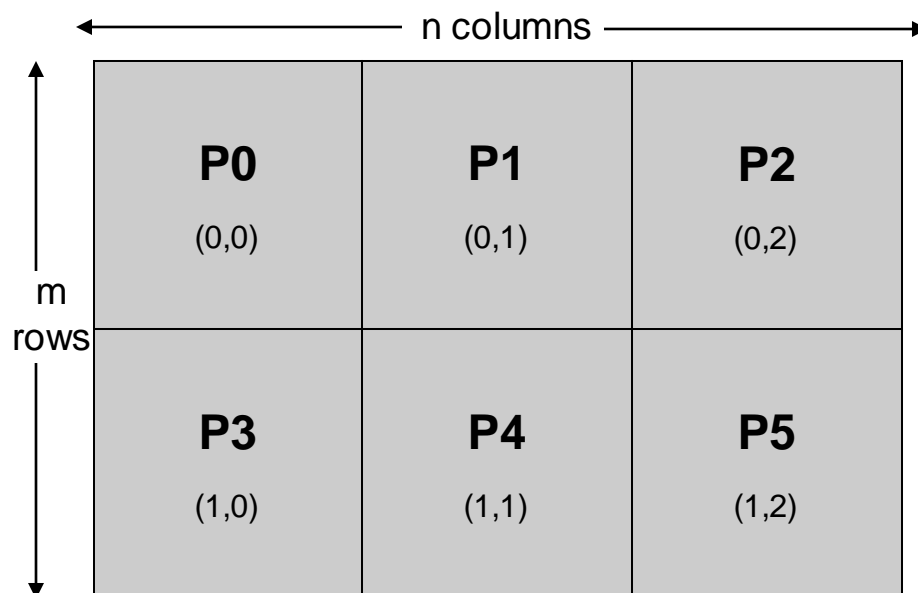 n columns
P0 P1 P2
(0,0) (0,1) (0,2)
m
rows
P3 P4 P5
(1,0) (1,1) (1,2)